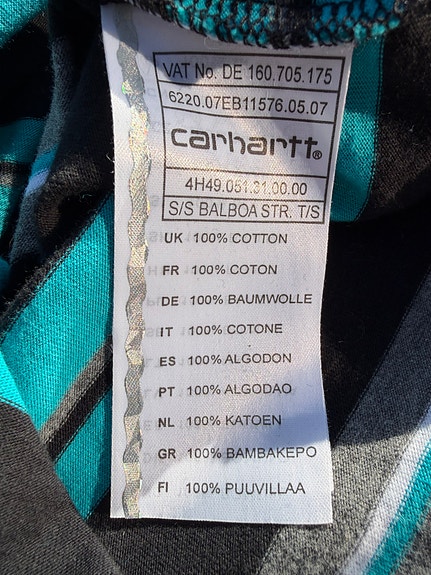 VAT No. DE 160.705.175
6220.07EB11576.05.07
carhartt®
4H49.051.31.00.00
S/S BALBOA STR. T/S
UK 100% COTTON
FR 100% COTON
DE 100% BAUMWOLLE
IT 100% COTONE
ES 100% ALGODON
PT 100% ALGODAO
NL 100% KATOEN
GR 100% BAMBAKEPO
FI 100% PUUVILLAA